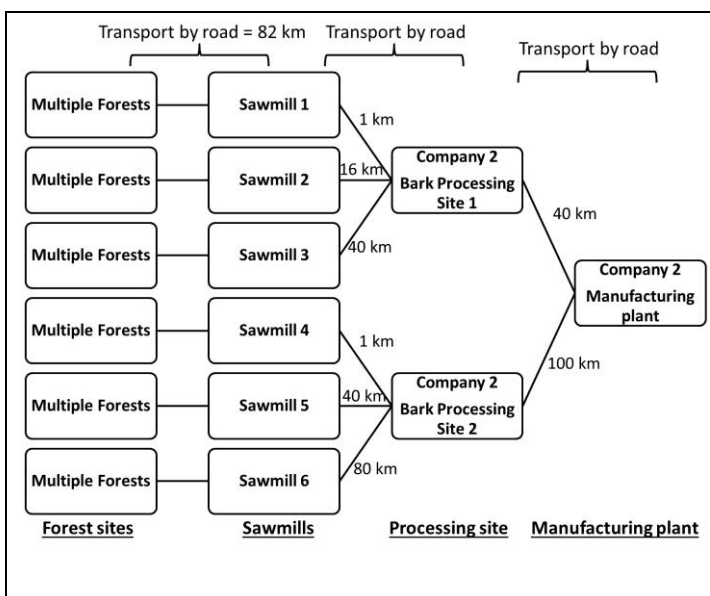 Transport by road = 82 km
Transport by road
Transport by road
Multiple Forests
Sawmill 1
1 km
Multiple Forests
Sawmill 2
16 km
Company 2
Bark Processing
Site 1
Multiple Forests
Sawmill 3
40 km
40 km
Company 2
Manufacturing
plant
Multiple Forests
Sawmill 4
1 km
100 km
Multiple Forests
Sawmill 5
40 km
Company 2
Bark Processing
Site 2
Multiple Forests
Sawmill 6
80 km
Forest sites
Sawmills
Processing site
Manufacturing plant